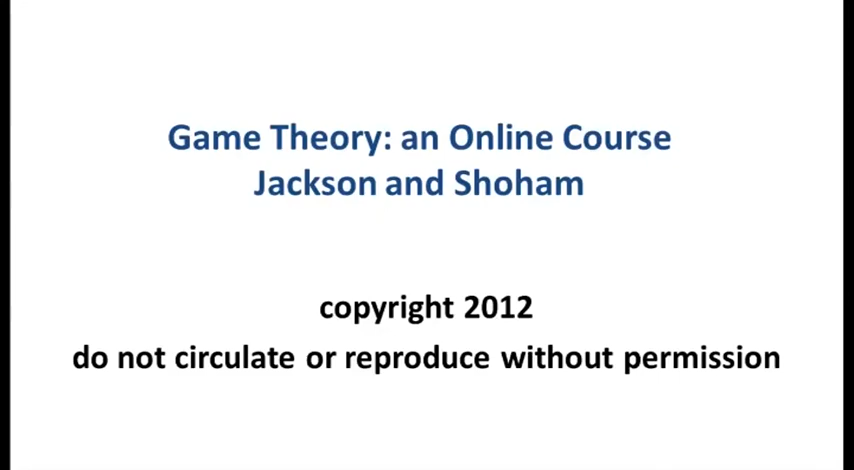 Game Theory: an Online Course
Jackson and Shoham
copyright 2012
do not circulate or reproduce without permission